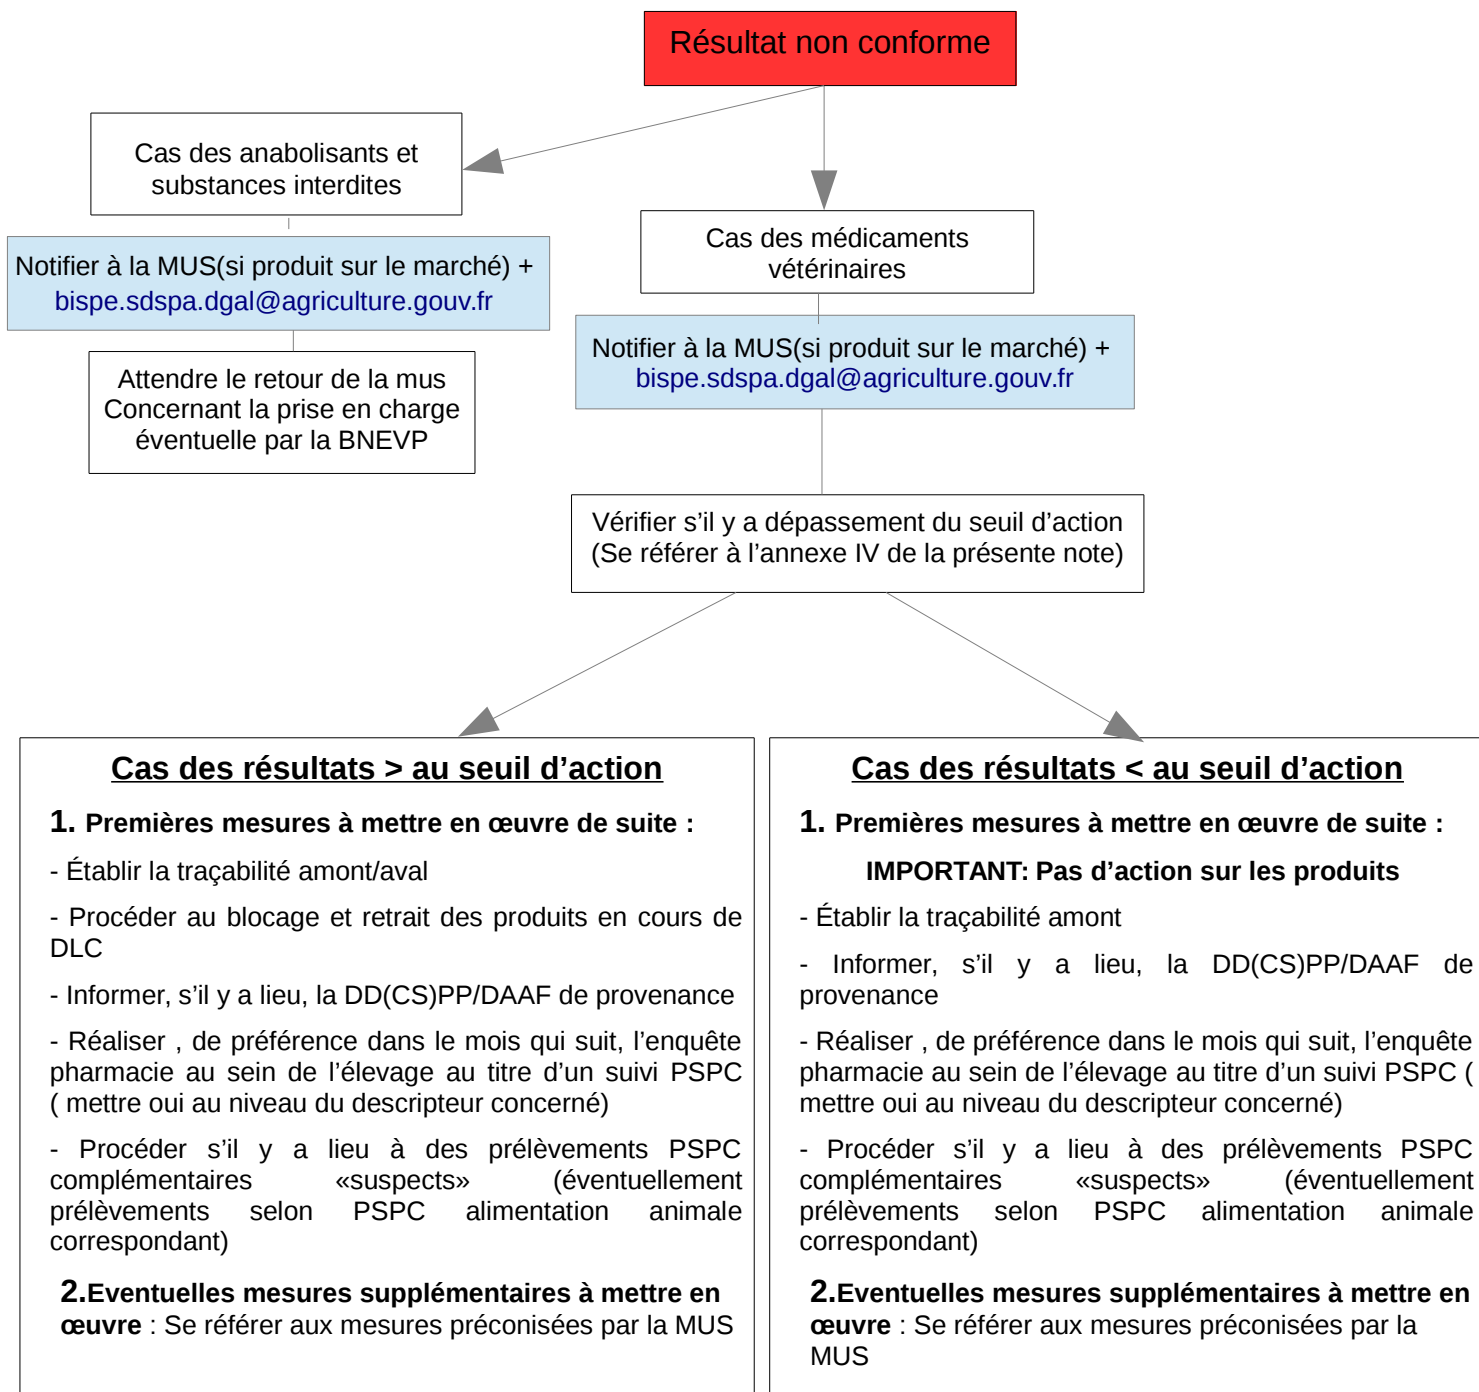 Résultat non conforme
Cas des anabolisants et
substances interdites
Notifier à la MUS(si produit sur le marché) +
bispe.sdspa.dgal@agriculture.gouv.fr
Attendre le retour de la mus
Concernant la prise en charge
éventuelle par la BNEVP
Cas des médicaments
vétérinaires
Notifier à la MUS(si produit sur le marché) +
bispe.sdspa.dgal@agriculture.gouv.fr
Vérifier s’il y a dépassement du seuil d’action
(Se référer à l’annexe IV de la présente note)
Cas des résultats > au seuil d’action
1. Premières mesures à mettre en œuvre de suite :
- Établir la traçabilité amont/aval
- Procéder au blocage et retrait des produits en cours de
DLC
- Informer, s’il y a lieu, la DD(CS)PP/DAAF de provenance
- Réaliser , de préférence dans le mois qui suit, l’enquête
pharmacie au sein de l’élevage au titre d’un suivi PSPC
( mettre oui au niveau du descripteur concerné)
- Procéder s’il y a lieu à des prélèvements PSPC
complémentaires «suspects» (éventuellement
prélèvements selon PSPC alimentation animale
correspondant)
2.Eventuelles mesures supplémentaires à mettre en
œuvre : Se référer aux mesures préconisées par la MUS
Cas des résultats < au seuil d’action
1. Premières mesures à mettre en œuvre de suite :
IMPORTANT: Pas d’action sur les produits
- Établir la traçabilité amont
- Informer, s’il y a lieu, la DD(CS)PP/DAAF de
provenance
- Réaliser , de préférence dans le mois qui suit, l’enquête
pharmacie au sein de l’élevage au titre d’un suivi PSPC (
mettre oui au niveau du descripteur concerné)
- Procéder s’il y a lieu à des prélèvements PSPC
complémentaires «suspects» (éventuellement
prélèvements selon PSPC alimentation animale
correspondant)
2.Eventuelles mesures supplémentaires à mettre en
œuvre : Se référer aux mesures préconisées par la
MUS